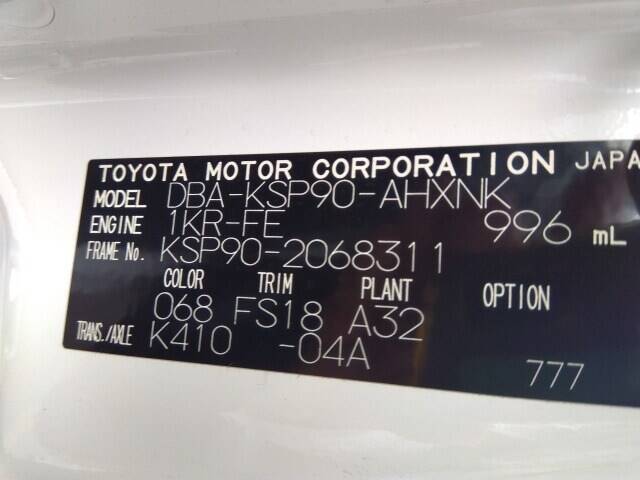 TOYOTA MOTOR CORPORATION JAPA
MODEL DBA-KSP90-AHXNK
ENGINE 1KR-FE 996 mL
FRAME No. KSP90-2068311
COLOR TRIM PLANT OPTION
068 FS18 A32
TRANS./AXLE K410 -04A
777